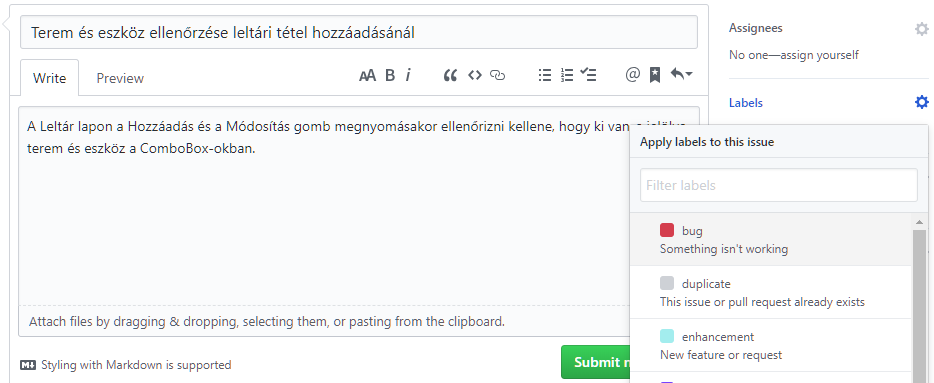 Terem és eszköz ellenőrzése leltári tétel hozzáadásánál
Write
Preview
AA B i
A Leltár lapon a Hozzáadás és a Módosítás gomb megnyomásakor ellenőrizni kellene, hogy ki van-e jelölve
terem és eszköz a ComboBox-okban.
Attach files by dragging & dropping, selecting them, or pasting from the clipboard.
Styling with Markdown is supported
Submit
Assignees
No one—assign yourself
Labels
Apply labels to this issue
Filter labels
bug
Something isn't working
duplicate
This issue or pull request already exists
enhancement
New feature or request